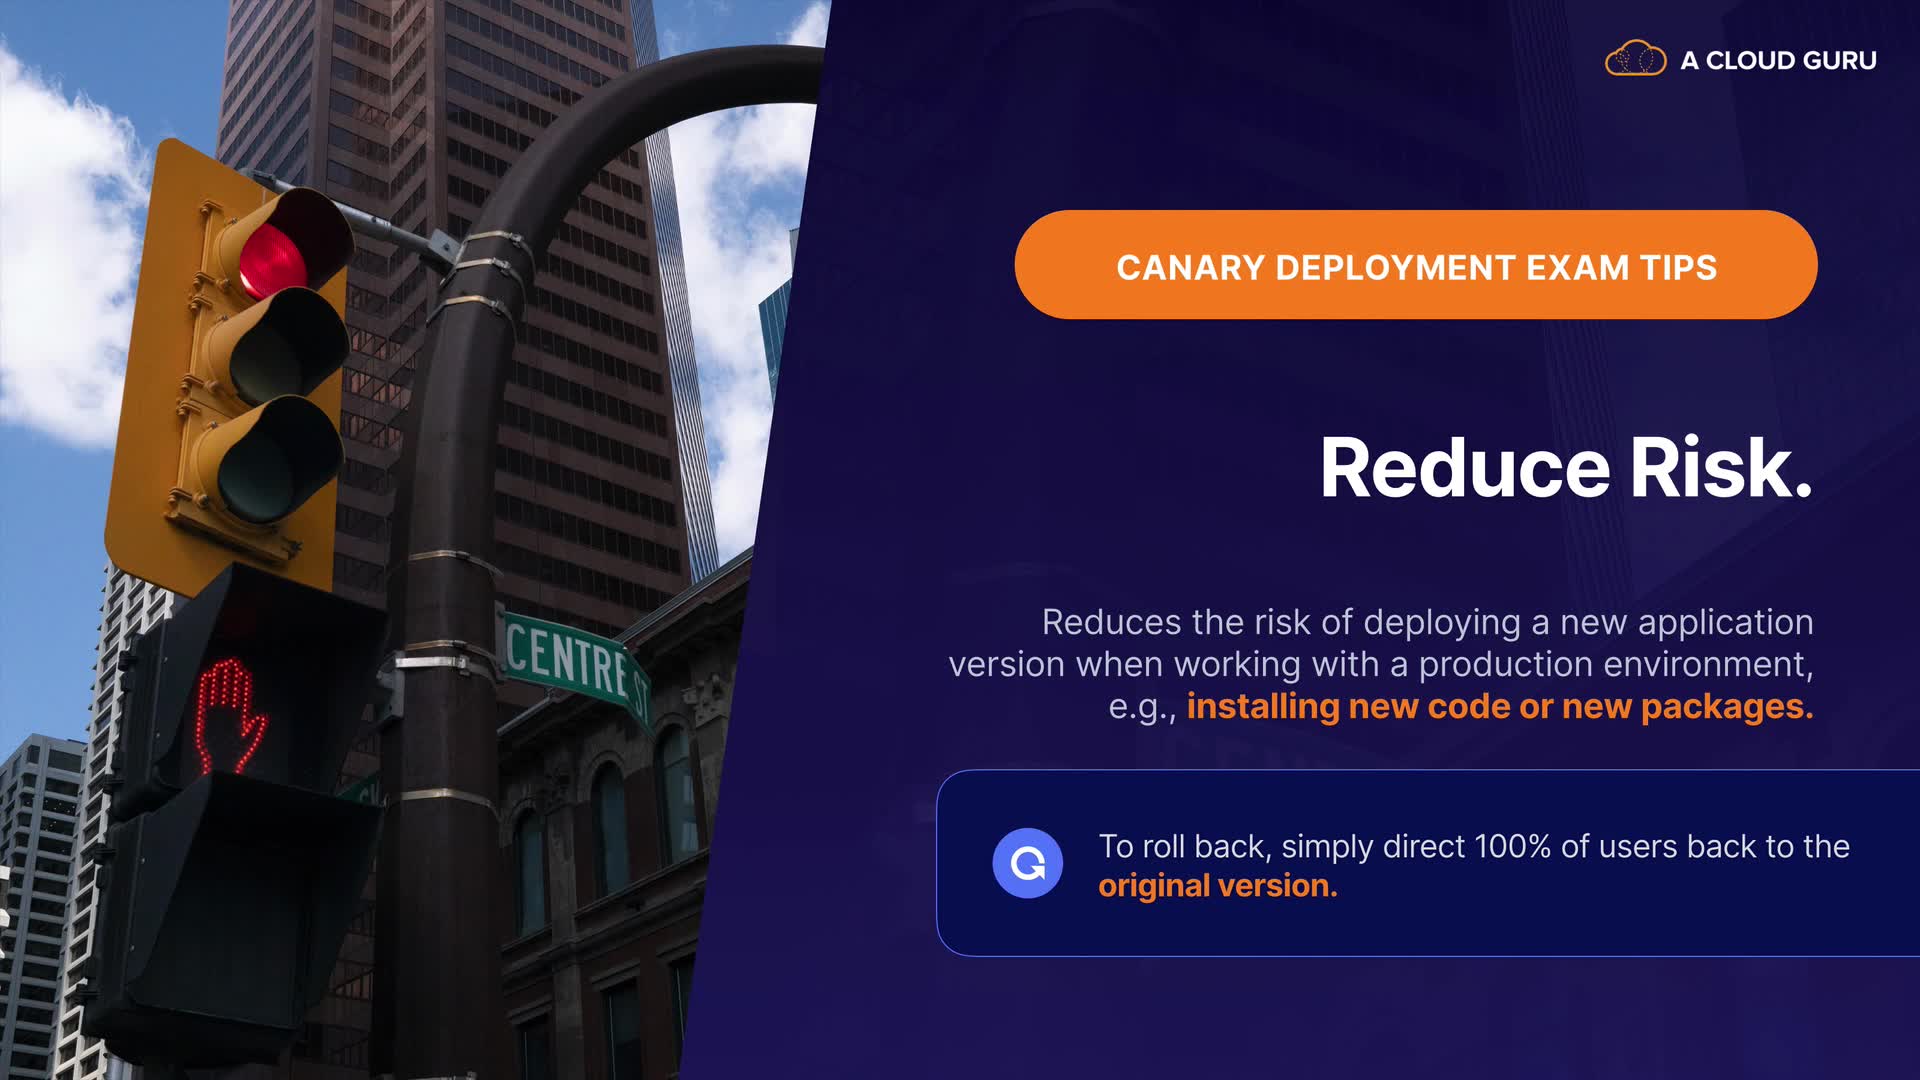 A CLOUD GURU
CANARY DEPLOYMENT EXAM TIPS
Reduce Risk.
Reduces the risk of deploying a new application
version when working with a production environment,
e.g., installing new code or new packages.
To roll back, simply direct 100% of users back to the
original version.
CENTRE ST